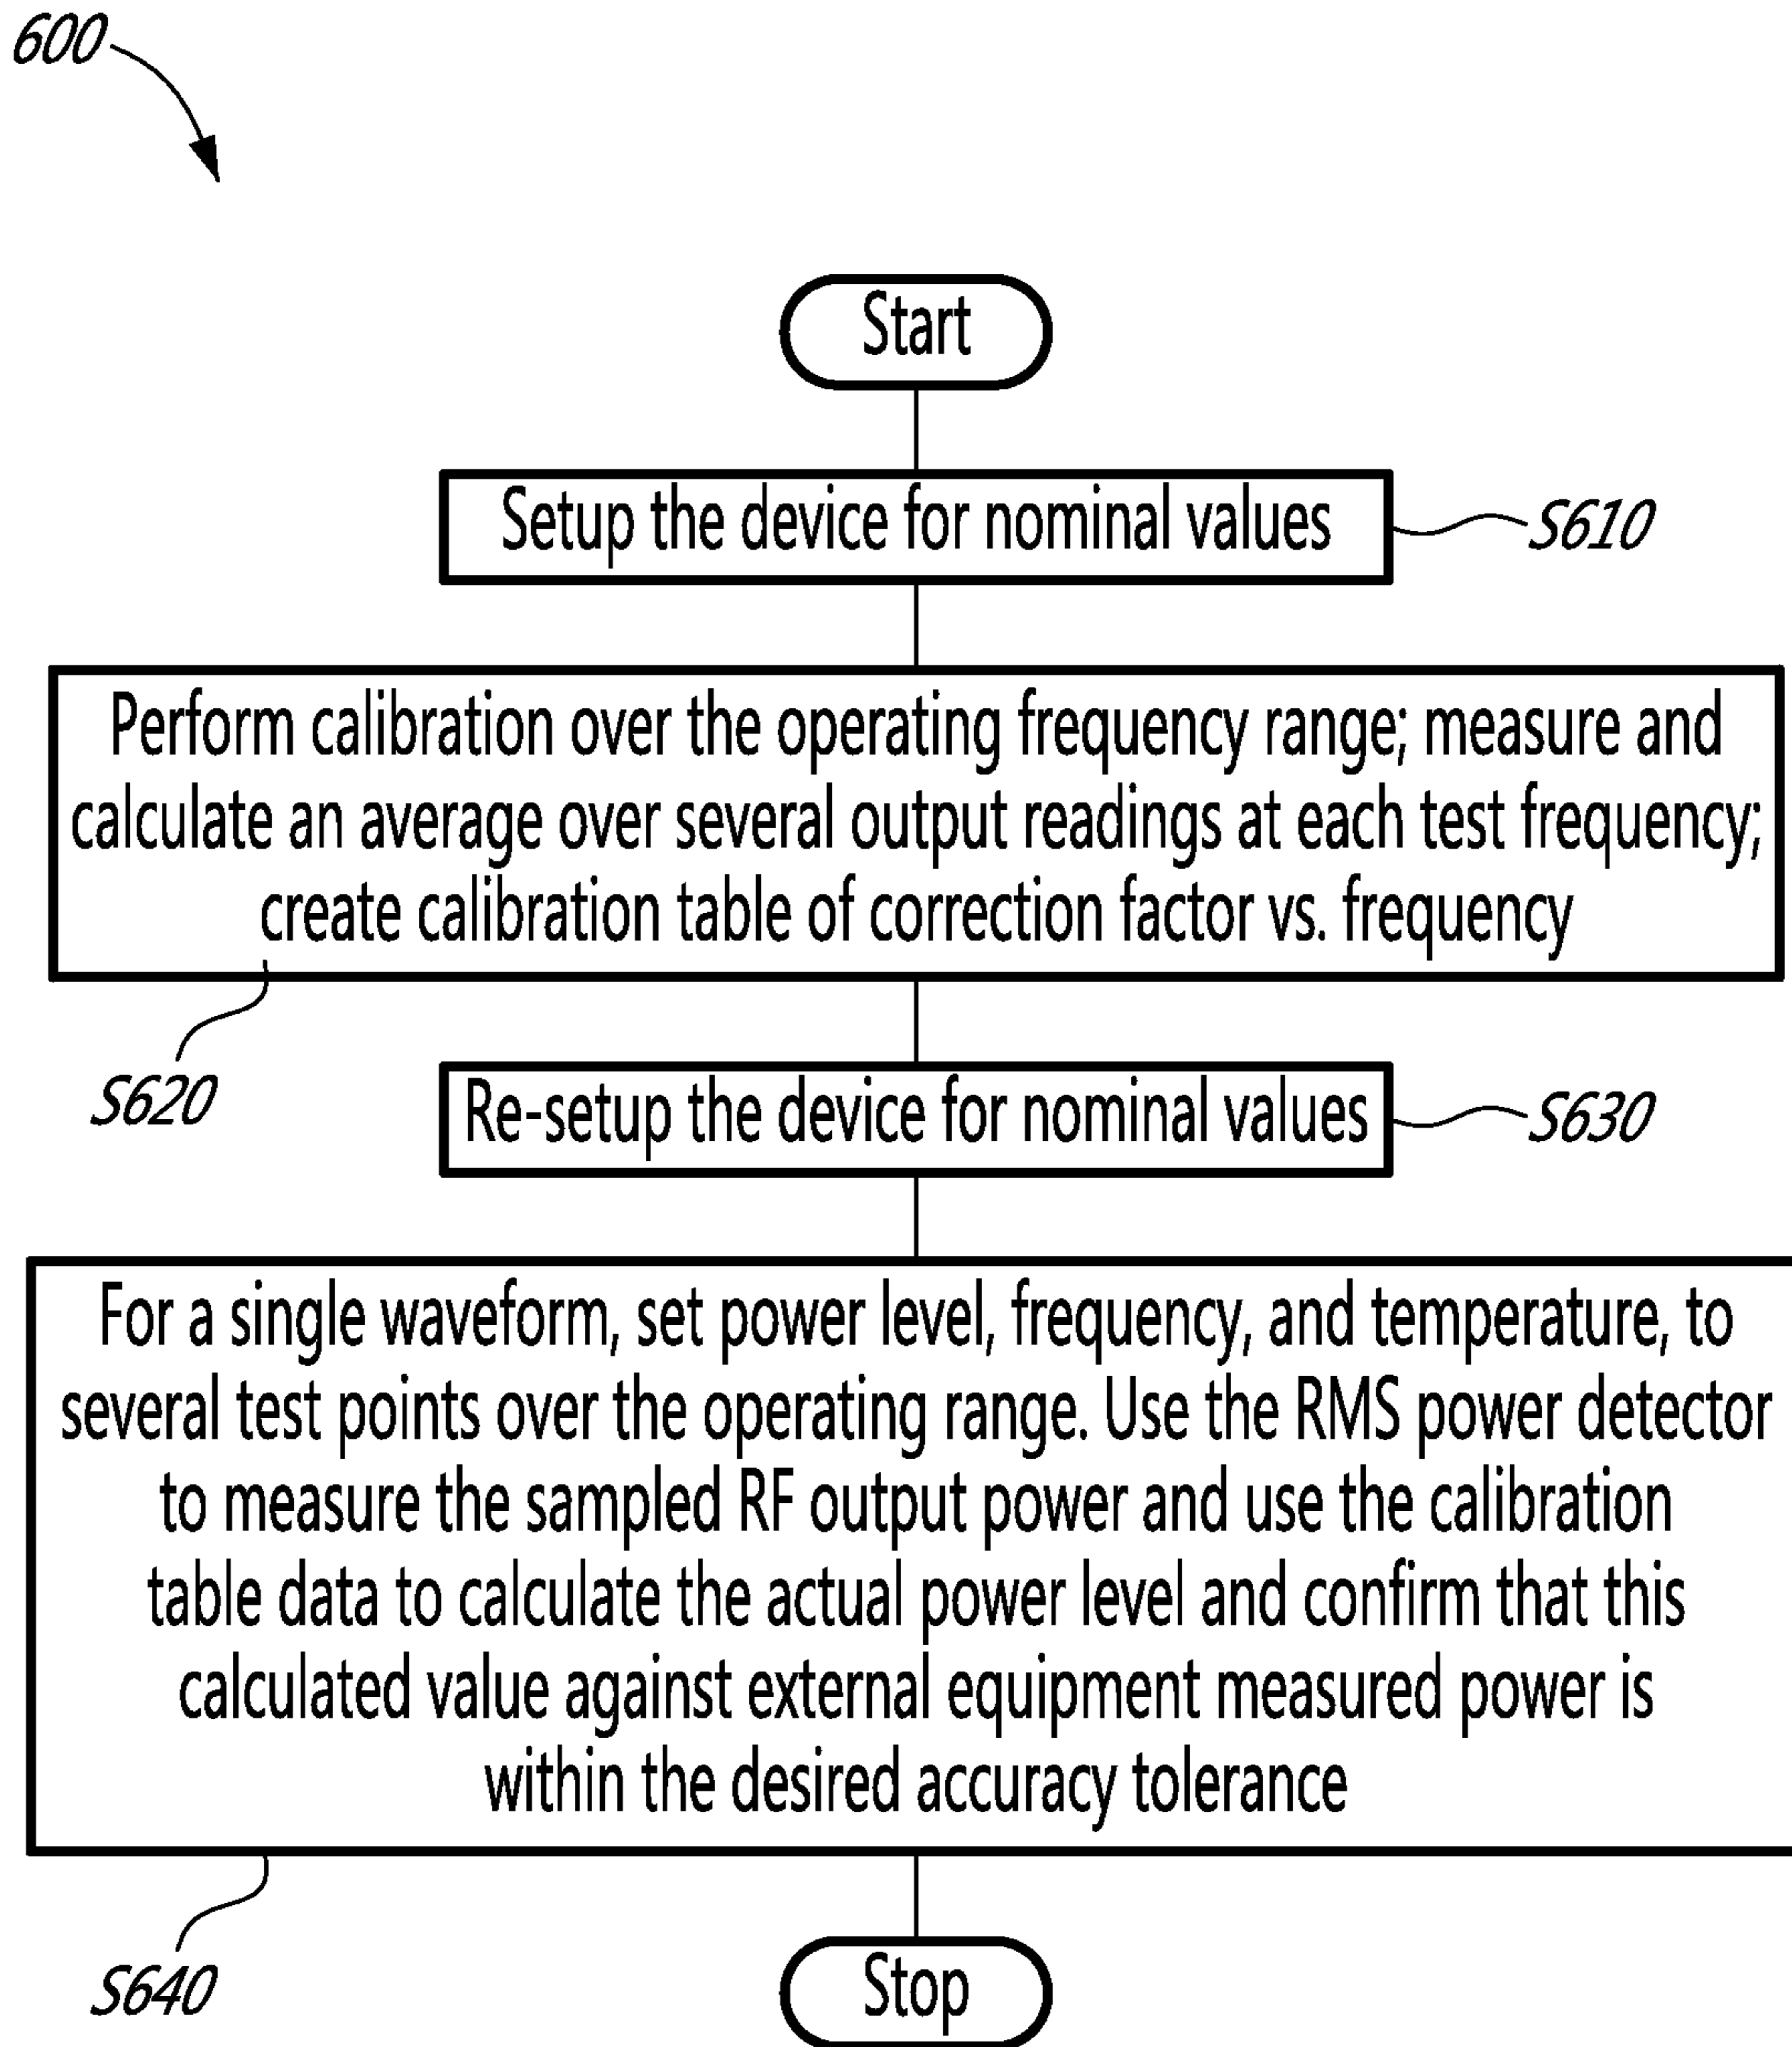 600
Start
Setup the device for nominal values
S610
Perform calibration over the operating frequency range; measure and
calculate an average over several output readings at each test frequency;
create calibration table of correction factor vs. frequency
S620
Re-setup the device for nominal values
S630
For a single waveform, set power level, frequency, and temperature, to
several test points over the operating range. Use the RMS power detector
to measure the sampled RF output power and use the calibration
table data to calculate the actual power level and confirm that this
calculated value against external equipment measured power is
within the desired accuracy tolerance
S640
Stop